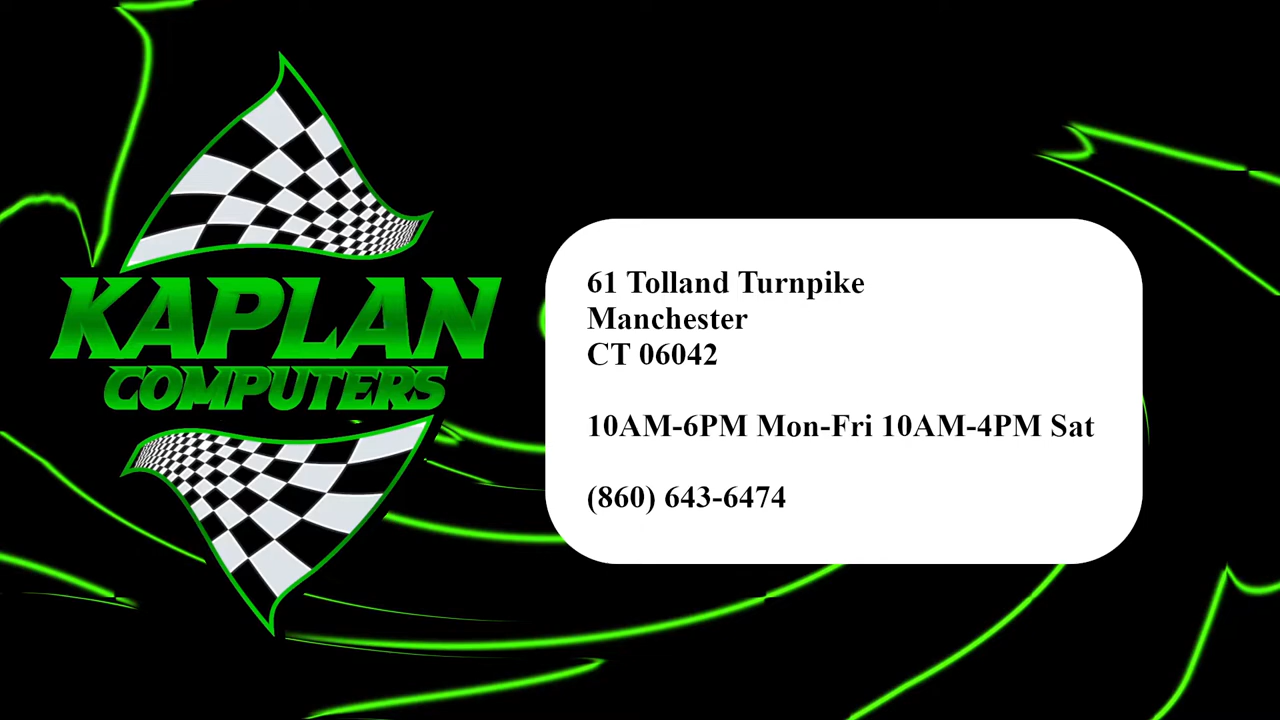 KAPLAN
COMPUTERS
61 Tolland Turnpike
Manchester
CT 06042
10AM-6PM Mon-Fri 10AM-4PM Sat
(860) 643-6474